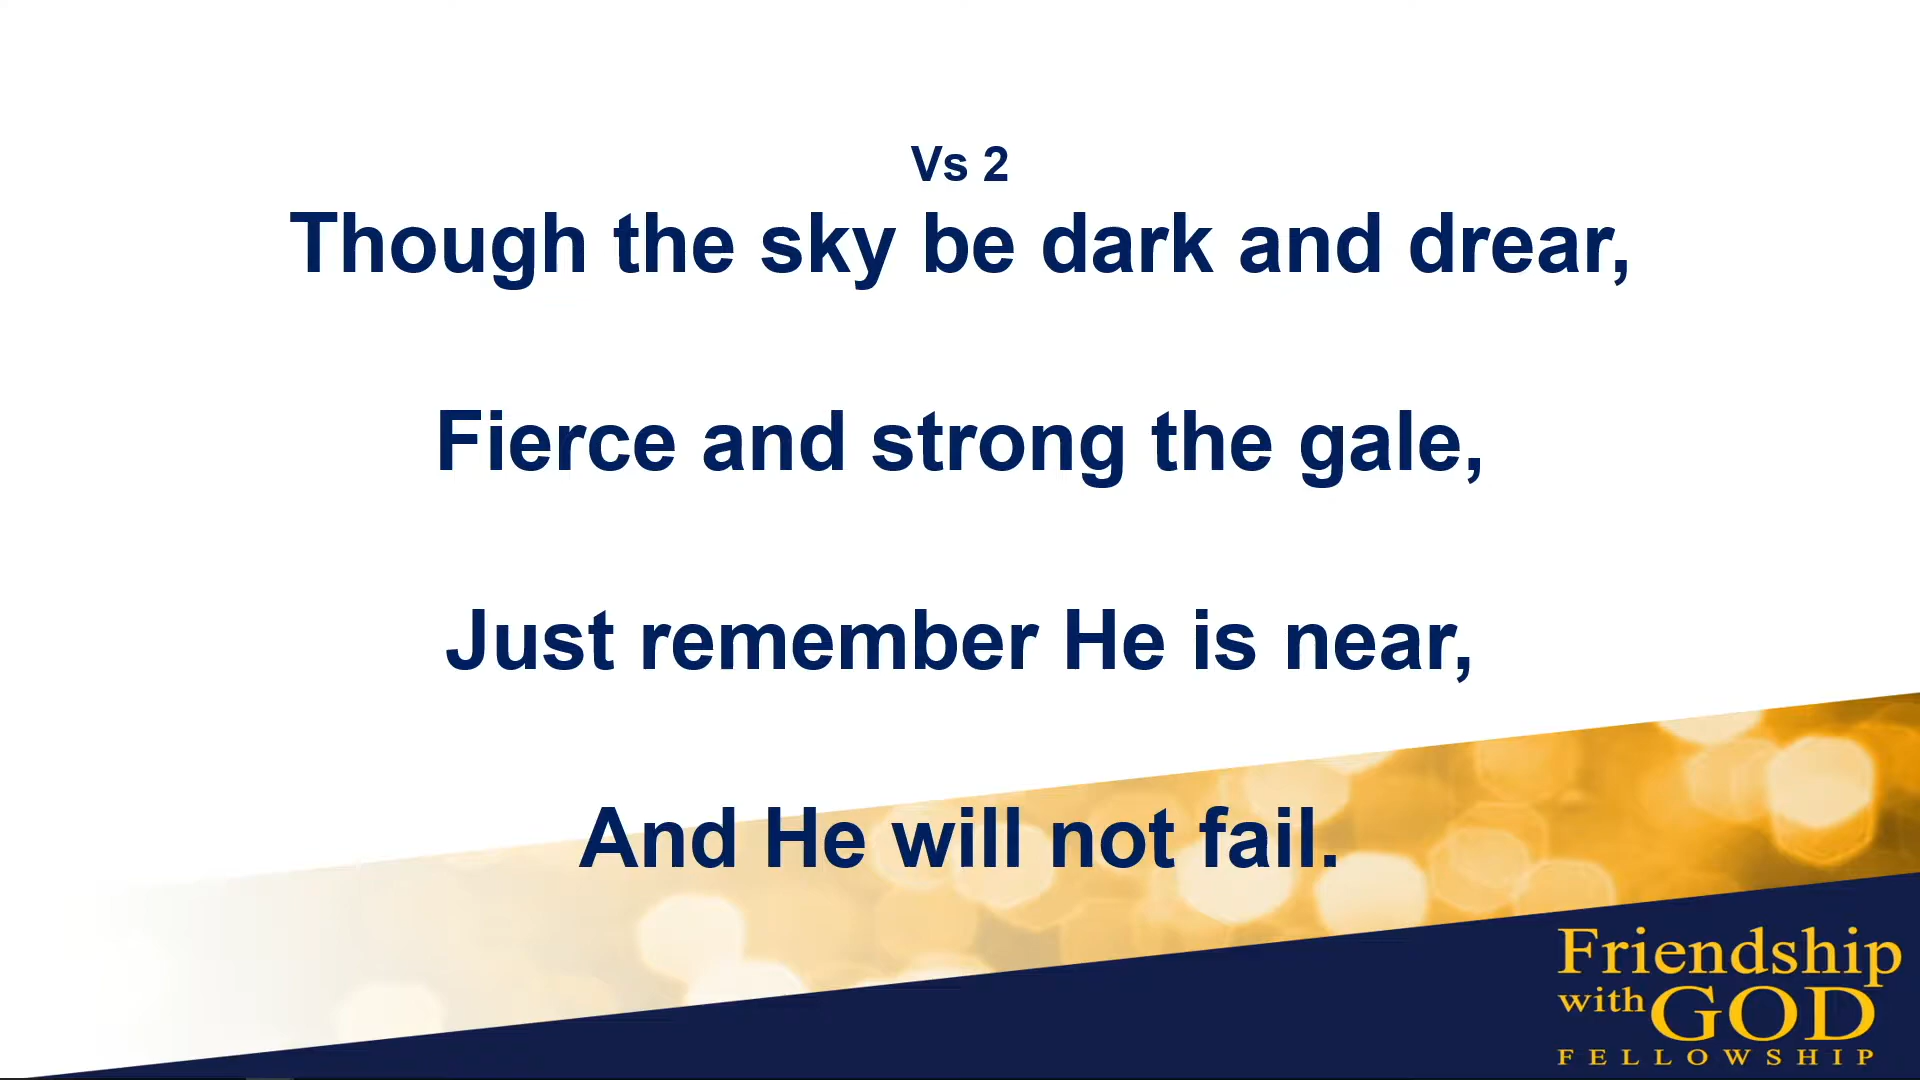 Vs 2
Though the sky be dark and drear,
Fierce and strong the gale,
Just remember He is near,
And He will not fail.
Friendship
with GOD
FELLOWSHIP